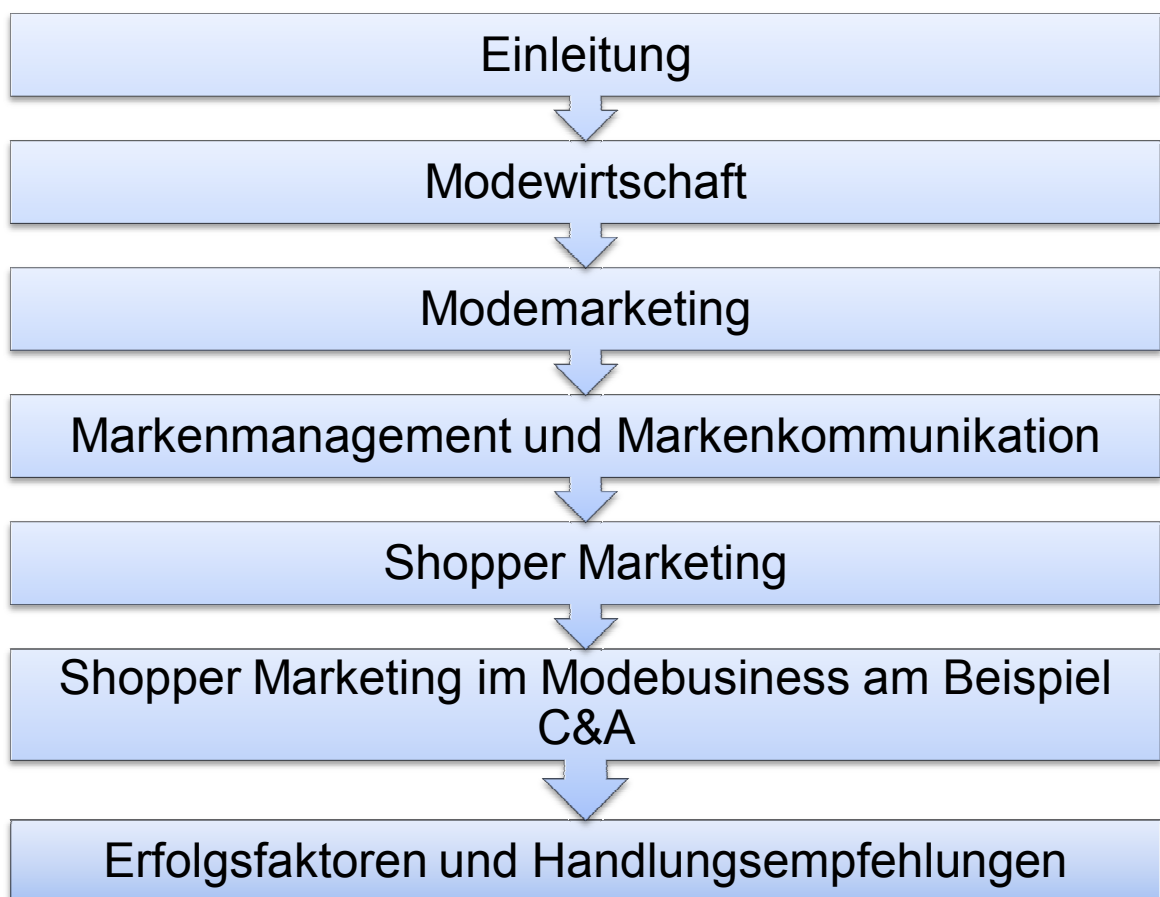 Einleitung
Modewirtschaft
Modemarketing
Markenmanagement und Markenkommunikation
Shopper Marketing
Shopper Marketing im Modebusiness am Beispiel
C&A
Erfolgsfaktoren und Handlungsempfehlungen